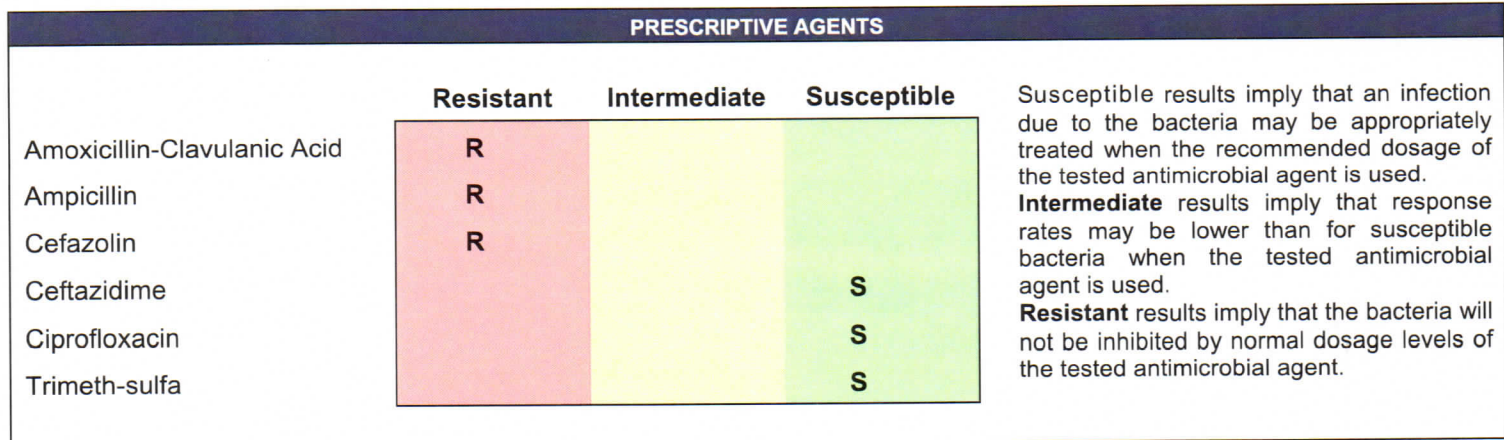 PRESCRIPTIVE AGENTS
Resistant Intermediate Susceptible
Amoxicillin-Clavulanic Acid R
Ampicillin R
Cefazolin R
Ceftazidime S
Ciprofloxacin S
Trimeth-sulfa S
Susceptible results imply that an infection
due to the bacteria may be appropriately
treated when the recommended dosage of
the tested antimicrobial agent is used.
Intermediate results imply that response
rates may be lower than for susceptible
bacteria when the tested antimicrobial
agent is used.
Resistant results imply that the bacteria will
not be inhibited by normal dosage levels of
the tested antimicrobial agent.